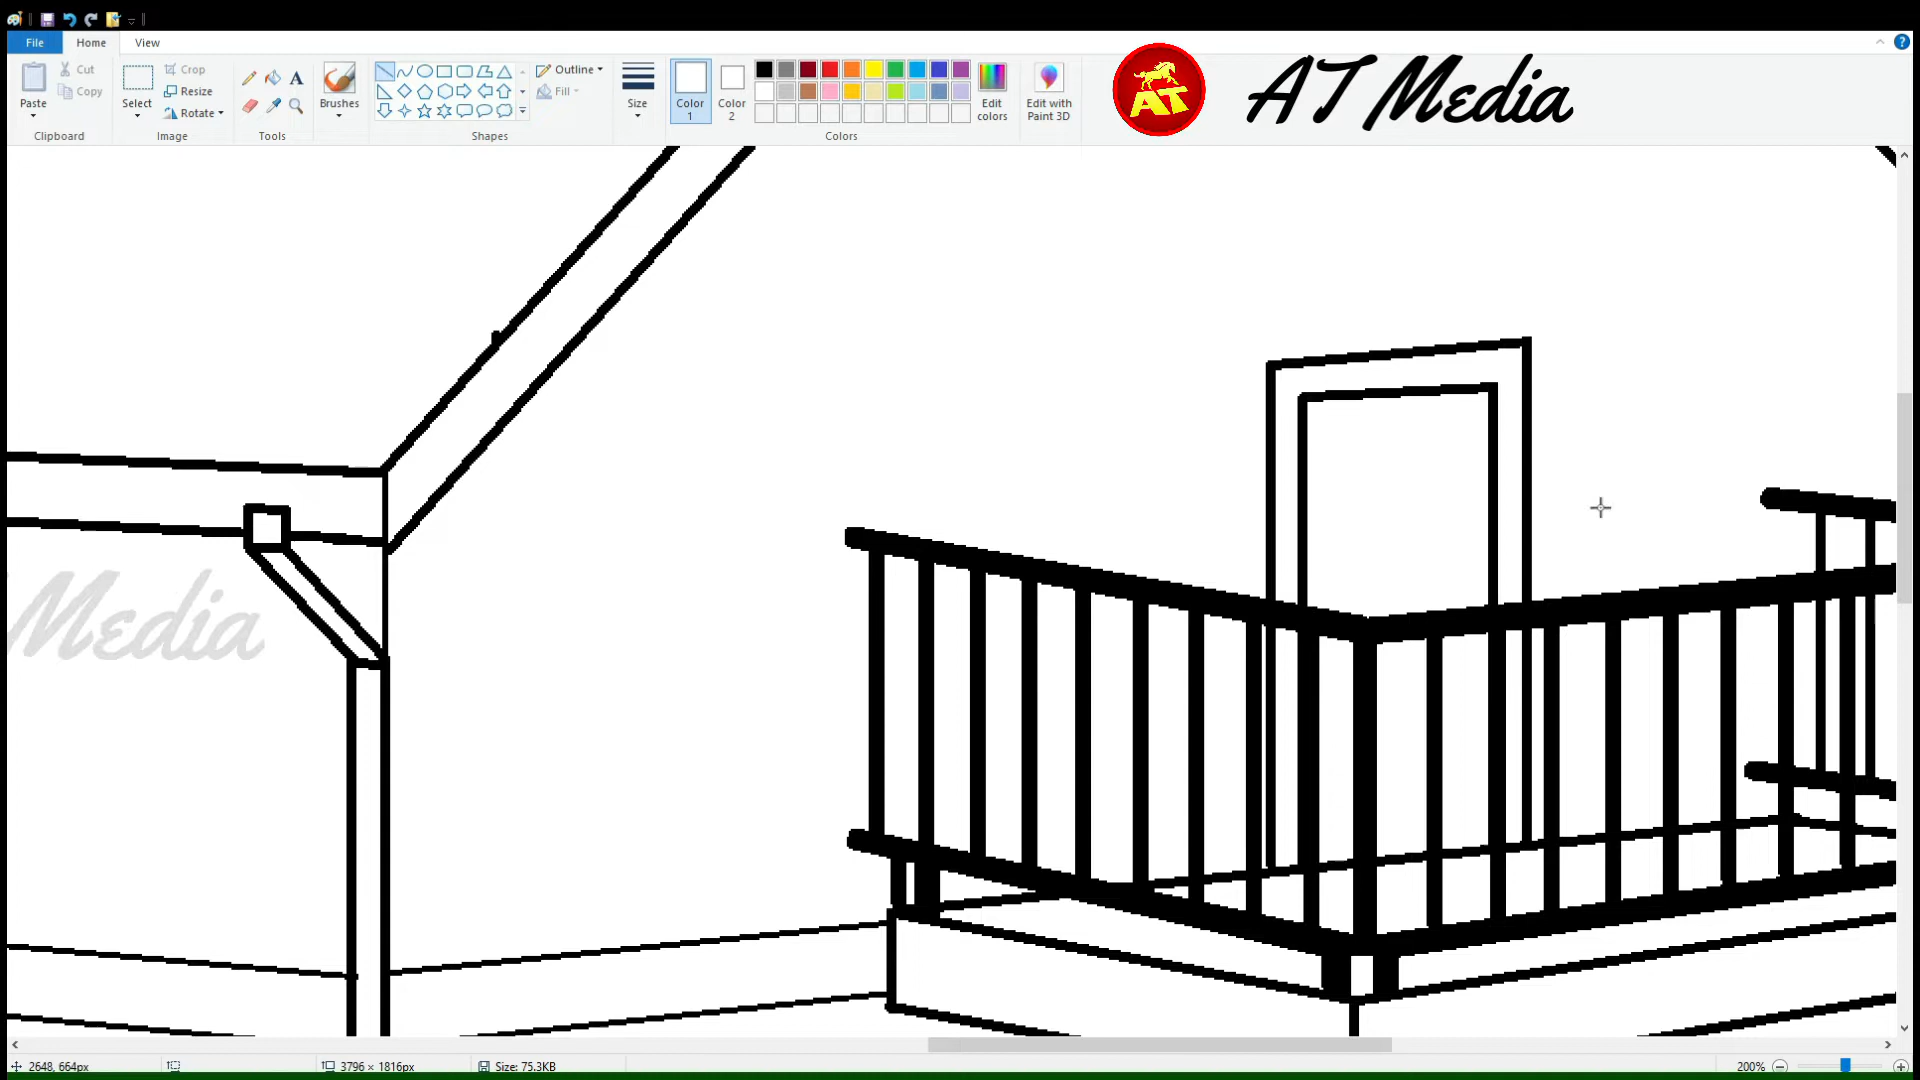 File Home View
AT AT Media
Paste
Cut
Copy
Clipboard
Select
Crop
Resize
Rotate
Image
A
Tools
Brushes
Shapes
Outline
Fill
Size
Color 1
Color 2
Edit colors
Colors
Edit with Paint 3D
Media
2648, 664px 3796 × 1816px Size: 75.3KB 200%